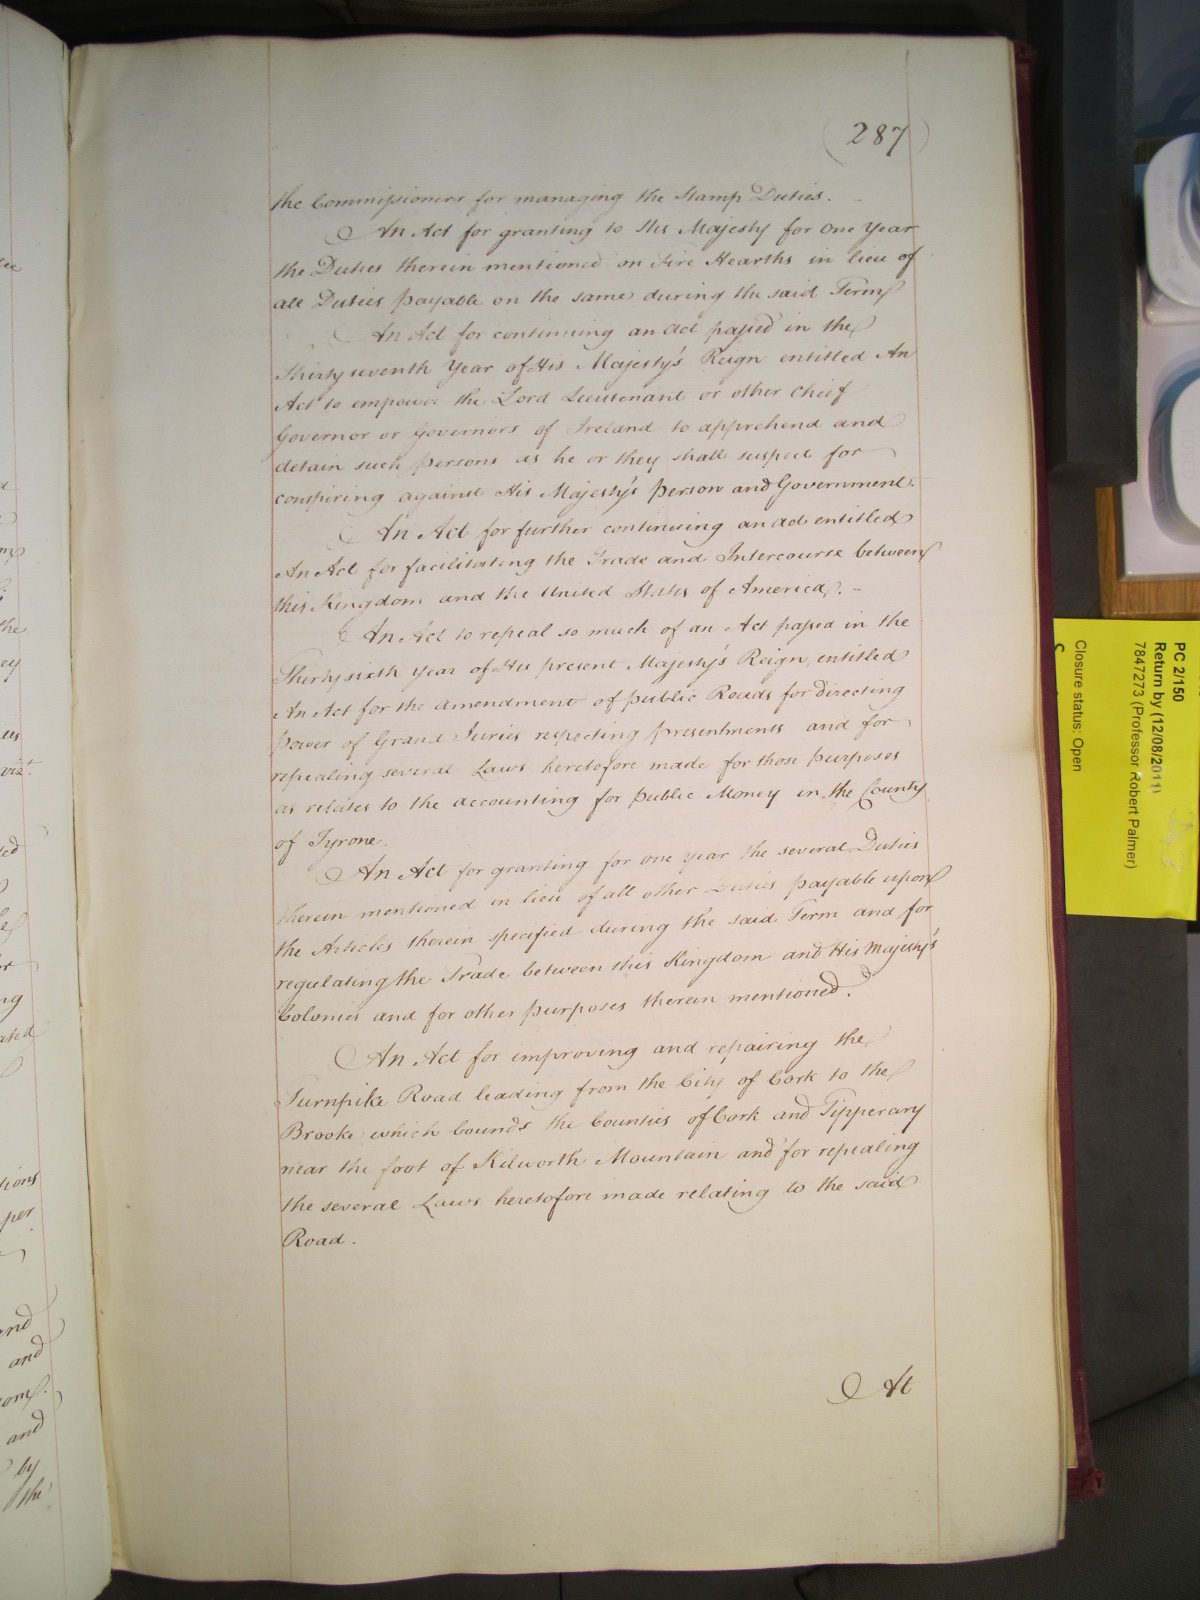 (287)
the Commissioners for managing the Stamp Duties.
An Act for granting to His Majesty for one Year
the Duties therein mentioned on Fire Hearths in lieu of
all Duties payable on the same during the said Term
An Act for continuing an Act passed in the
Thirty seventh Year of His Majesty's Reign entitled An
Act to empower the Lord Lieutenant or other Chief
Governor or Governors of Ireland to apprehend and
detain such Persons as he or they shall suspect for
conspiring against His Majesty's Person and Government.
An Act for further continuing an act entitled
An Act for facilitating the Trade and Intercourse between
this Kingdom and the United States of America.
An Act to repeal so much of an Act passed in the
Thirty sixth Year of His present Majesty's Reign, entitled
An Act for the amendment of public Roads for directing
power of Grand Juries respecting presentments and for
repealing several Laws heretofore made for those purposes
as relates to the accounting for public Money in the County
of Tyrone.
An Act for granting for one year the several Duties
therein mentioned in lieu of all other Duties payable upon
the Articles therein specified during the said Term and for
regulating the Trade between this Kingdom and His Majesty's
Colonies and for other purposes therein mentioned.
An Act for improving and repairing the
Turnpike Road leading from the City of Cork to the
Brooke which bounds the Counties of Cork and Tipperary
near the foot of Kilworth Mountain and for repealing
the several Laws heretofore made relating to the said
Road.
At
PC 2/150
Return by (12/08/2011)
7847273 (Professor Robert Palmer)
Closure status: Open